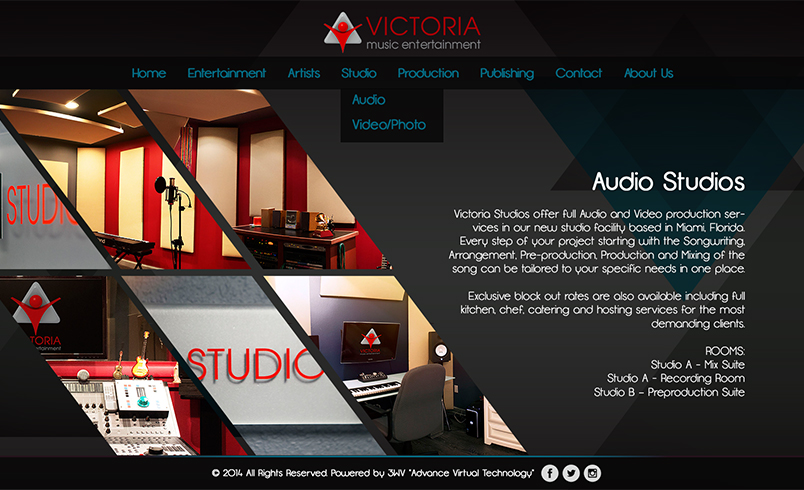 VICTORIA
music entertainment
Home Entertainment Artists Studio Production Publishing Contact About Us
Audio
Video/Photo
STUDIO
VICTORIA
entertainment
STUDIO
Audio Studios
Victoria Studios offer full Audio and Video production ser-
vices in our new studio facility based in Miami, Florida.
Every step of your project starting with the Songwriting,
Arrangement, Pre-production, Production and Mixing of the
song can be tailored to your specific needs in one place.
Exclusive block out rates are also available including full
kitchen, chef, catering and hosting services for the most
demanding clients.
ROOMS:
Studio A - Mix Suite
Studio A - Recording Room
Studio B - Preproduction Suite
© 2014 All Rights Reserved. Powered by 3WV "Advance Virtual Technology"